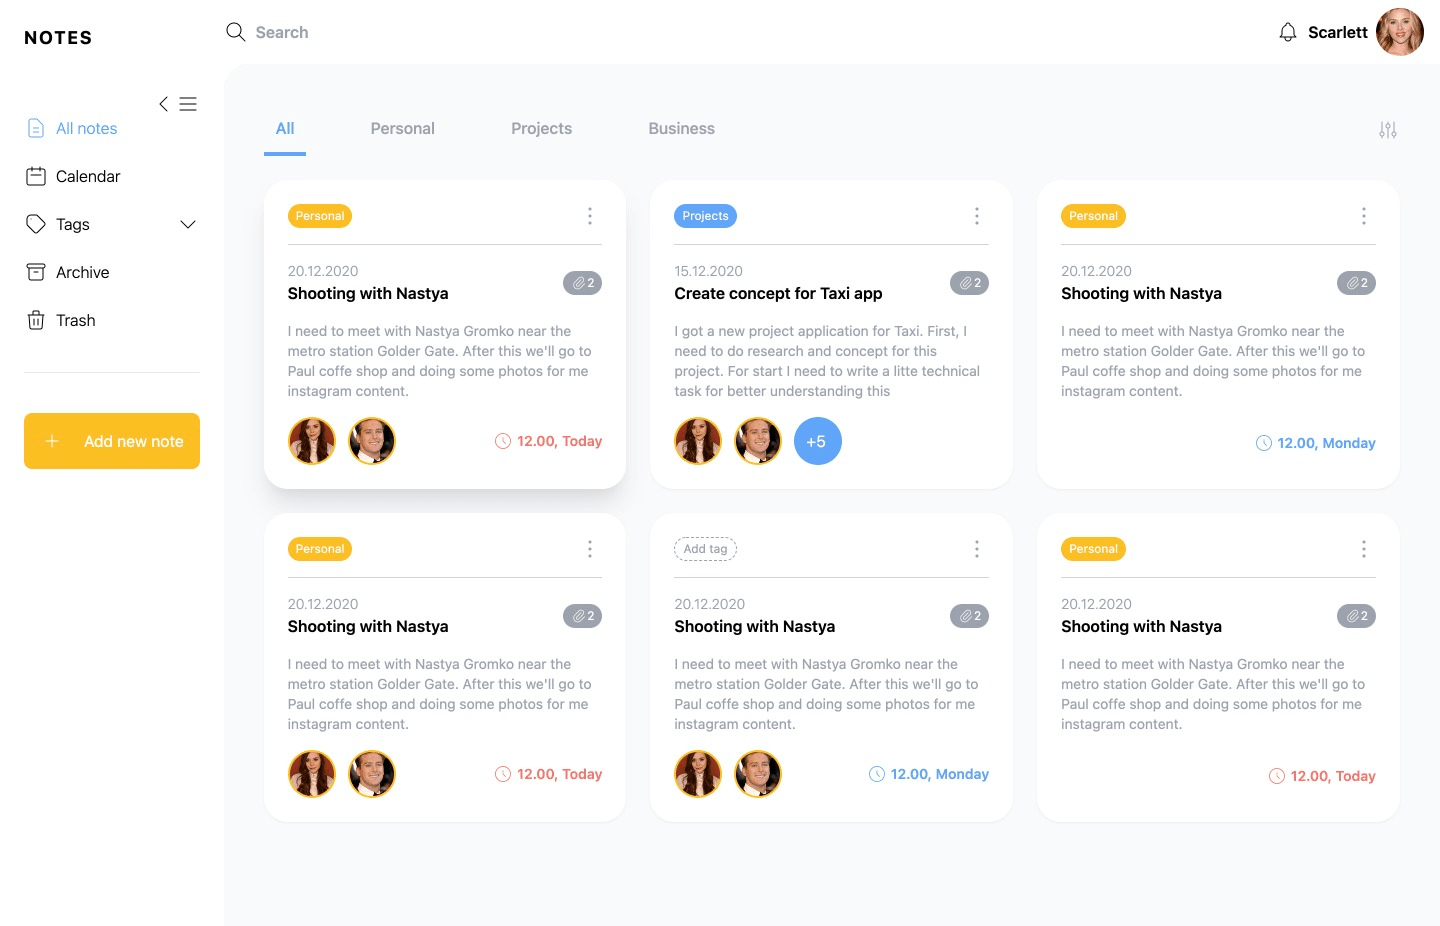 NOTES
Search
Scarlett
All notes
Calendar
Tags
Archive
Trash
+ Add new note
All
Personal
Projects
Business
Personal
20.12.2020
Shooting with Nastya
2
I need to meet with Nastya Gromko near the
metro station Golder Gate. After this we'll go to
Paul coffe shop and doing some photos for me
instagram content.
12.00, Today
Projects
15.12.2020
Create concept for Taxi app
2
I got a new project application for Taxi. First, I
need to do research and concept for this
project. For start I need to write a litte technical
task for better understanding this
+5
Personal
20.12.2020
Shooting with Nastya
2
I need to meet with Nastya Gromko near the
metro station Golder Gate. After this we'll go to
Paul coffe shop and doing some photos for me
instagram content.
12.00, Monday
Personal
20.12.2020
Shooting with Nastya
2
I need to meet with Nastya Gromko near the
metro station Golder Gate. After this we'll go to
Paul coffe shop and doing some photos for me
instagram content.
12.00, Today
Add tag
20.12.2020
Shooting with Nastya
2
I need to meet with Nastya Gromko near the
metro station Golder Gate. After this we'll go to
Paul coffe shop and doing some photos for me
instagram content.
12.00, Monday
Personal
20.12.2020
Shooting with Nastya
2
I need to meet with Nastya Gromko near the
metro station Golder Gate. After this we'll go to
Paul coffe shop and doing some photos for me
instagram content.
12.00, Today